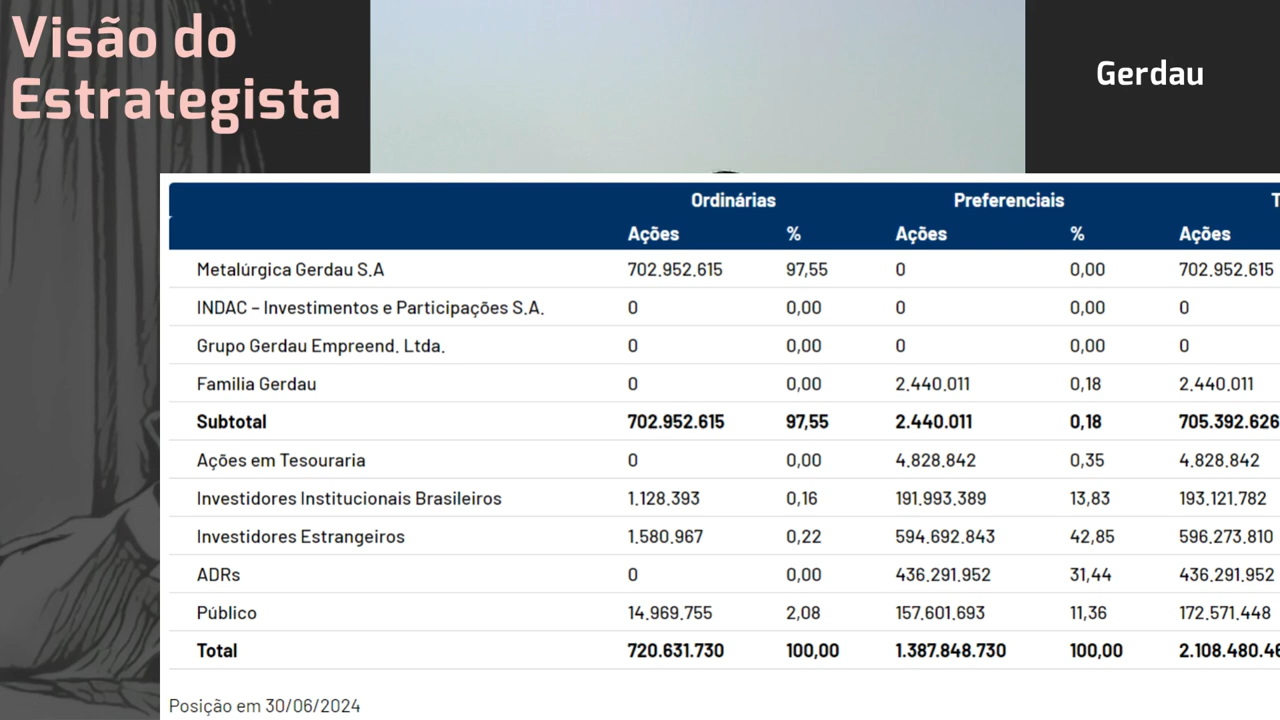 Visão do
Estrategista
Gerdau
Ordinárias Preferenciais
Ações % Ações % Ações
Metalúrgica Gerdau S.A 702.952.615 97,55 0 0,00 702.952.615
INDAC – Investimentos e Participações S.A. 0 0,00 0 0,00 0
Grupo Gerdau Empreend. Ltda. 0 0,00 0 0,00 0
Familia Gerdau 0 0,00 2.440.011 0,18 2.440.011
Subtotal 702.952.615 97,55 2.440.011 0,18 705.392.626
Ações em Tesouraria 0 0,00 4.828.842 0,35 4.828.842
Investidores Institucionais Brasileiros 1.128.393 0,16 191.993.389 13,83 193.121.782
Investidores Estrangeiros 1.580.967 0,22 594.692.843 42,85 596.273.810
ADRs 0 0,00 436.291.952 31,44 436.291.952
Público 14.969.755 2,08 157.601.693 11,36 172.571.448
Total 720.631.730 100,00 1.387.848.730 100,00 2.108.480.46
Posição em 30/06/2024